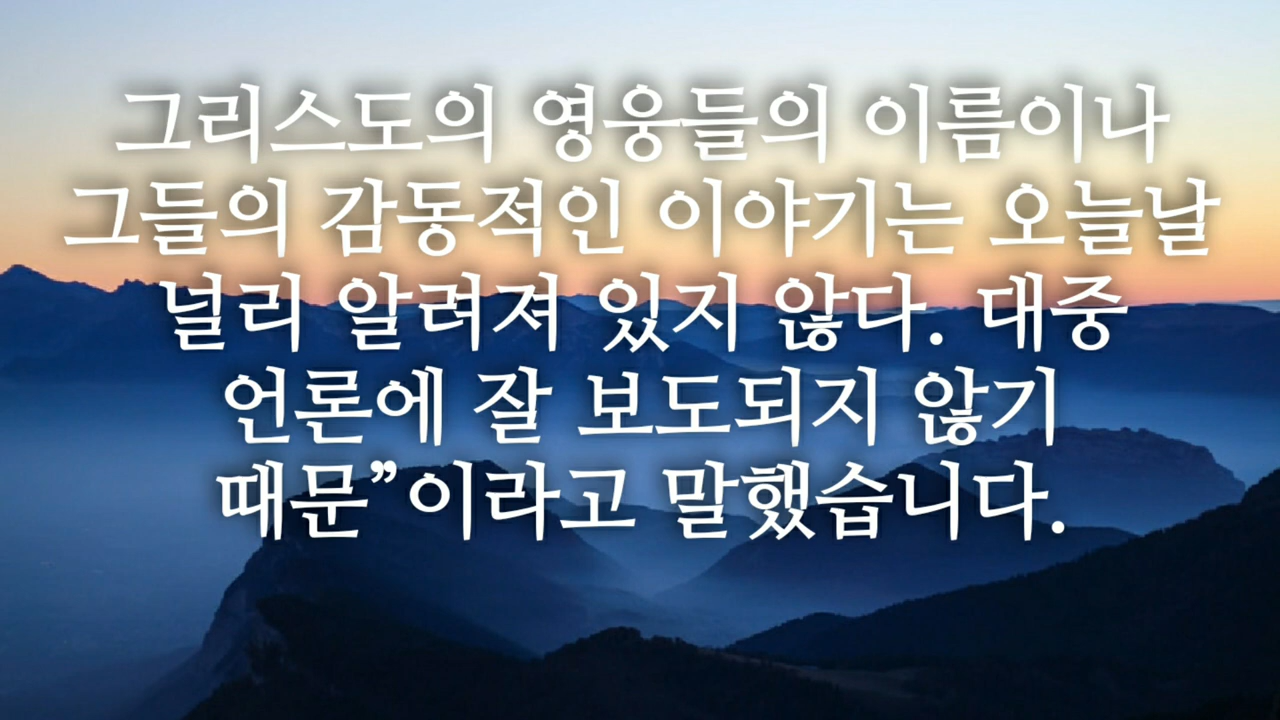 그리스도의 영웅들의 이름이나
그들의 감동적인 이야기는 오늘날
널리 알려져 있지 않다. 대중
언론에 잘 보도되지 않기
때문”이라고 말했습니다.